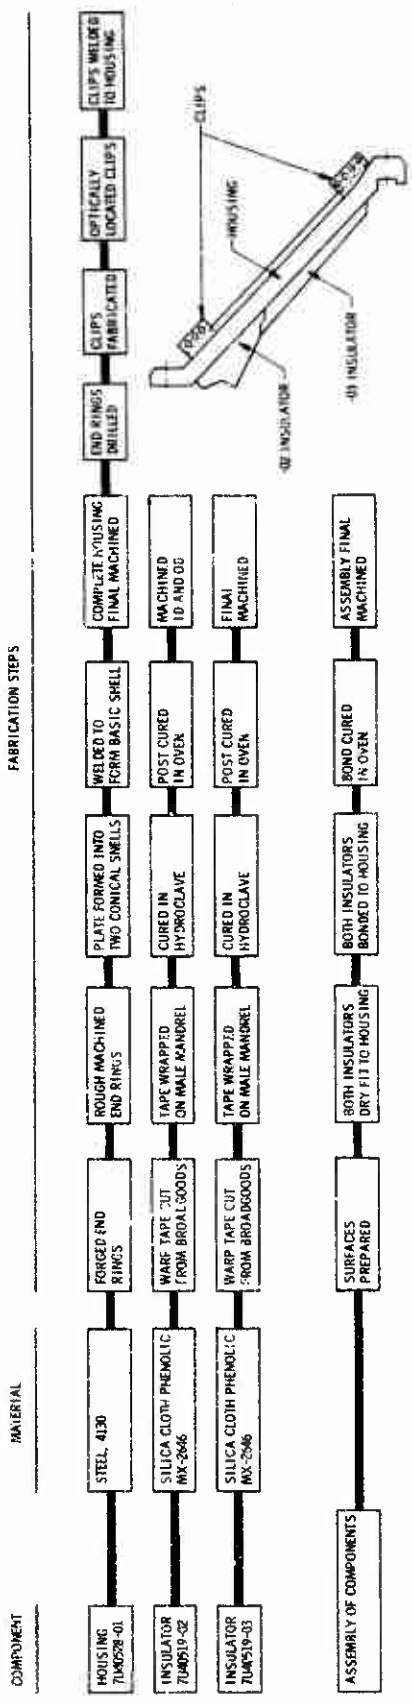 COMPONENT
MATERIAL
FABRICATION STEPS
HOUSING
7U40528-01
STEEL, 4130
FORGED END
RINGS
ROUGH MACHINED
END RINGS
PLATE FORMED INTO
TWO CONICAL SHELLS
WELDED TO
FORM BASIC SHELL
COMPLETE HOUSING
FINAL MACHINED
END RINGS
DRILLED
CLIPS
FABRICATED
OPTICALLY
LOCATED CLIPS
CLIPS WELDED
TO HOUSING
INSULATOR
7U40519-02
SILICA CLOTH PHENOLIC
MX-2646
WARP TAPE CUT
FROM BROADGOODS
TAPE WRAPPED
ON MALE MANDREL
CURED IN
HYDROCLAVE
POST CURED
IN OVEN
MACHINED
ID AND OD
INSULATOR
7U40519-03
SILICA CLOTH PHENOLIC
MX-2646
WARP TAPE CUT
FROM BROADGOODS
TAPE WRAPPED
ON MALE MANDREL
CURED IN
HYDROCLAVE
POST CURED
IN OVEN
FINAL
MACHINED
ASSEMBLY OF COMPONENTS
SURFACES
PREPARED
BOTH INSULATORS
DRY FIT TO HOUSING
BOTH INSULATORS
BONDED TO HOUSING
BOND CURED
IN OVEN
ASSEMBLY FINAL
MACHINED
CLIPS
HOUSING
-02 INSULATOR
INSULATOR